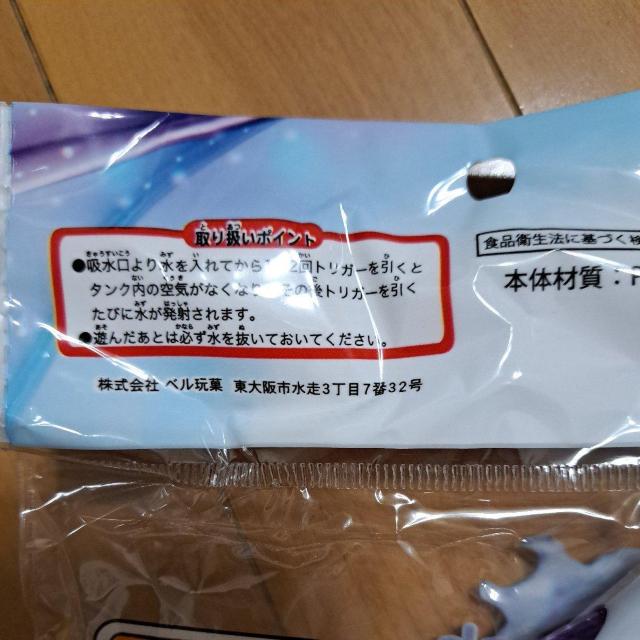 取り扱いポイント
●吸水口より水を入れてから 2回トリガーを引くと
タンク内の空気がなくなり その後トリガーを引く
たびに水が発射されます。
●遊んだあとは必ず水を抜いておいてください。
株式会社 ベル玩菓 東大阪市水走3丁目7番32号
食品衛生法に基づく検
本体材質: